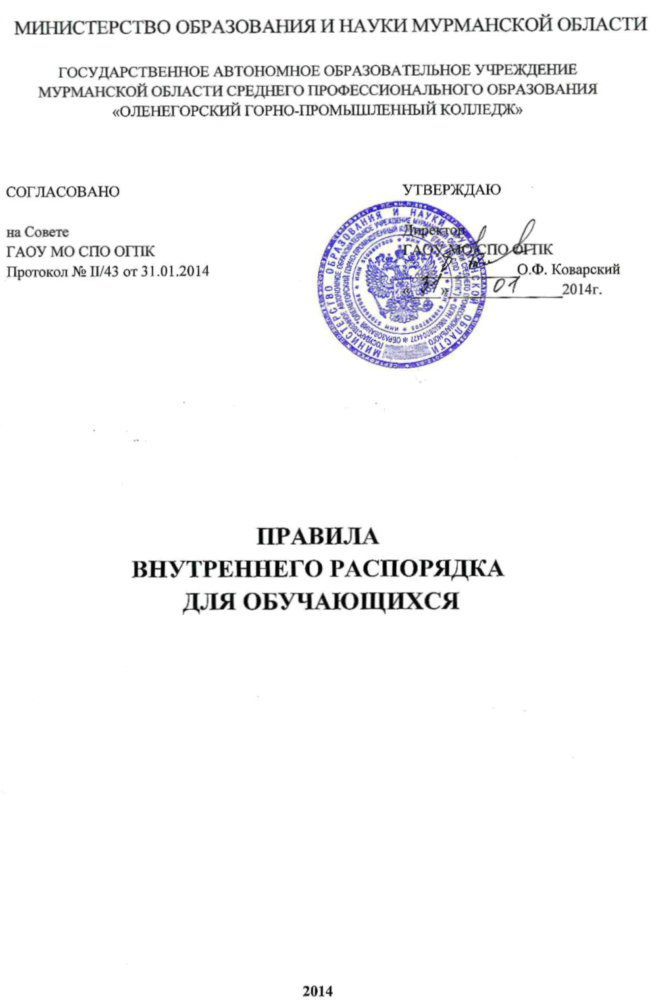 МИНИСТЕРСТВО ОБРАЗОВАНИЯ И НАУКИ МУРМАНСКОЙ ОБЛАСТИ
ГОСУДАРСТВЕННОЕ АВТОНОМНОЕ ОБРАЗОВАТЕЛЬНОЕ УЧРЕЖДЕНИЕ
МУРМАНСКОЙ ОБЛАСТИ СРЕДНЕГО ПРОФЕССИОНАЛЬНОГО ОБРАЗОВАНИЯ
«ОЛЕНЕГОРСКИЙ ГОРНО-ПРОМЫШЛЕННЫЙ КОЛЛЕДЖ»
СОГЛАСОВАНО
на Совете
ГАОУ МО СПО ОГПК
Протокол № II/43 от 31.01.2014
УТВЕРЖДАЮ
Директор
ГАОУ МО СПО ОГПК
О.Ф. Коварский
«31» 01 2014г.
МИНИСТЕРСТВО ОБРАЗОВАНИЯ И НАУКИ МУРМАНСКОЙ ОБЛАСТИ
ПРАВИЛА
ВНУТРЕННЕГО РАСПОРЯДКА
ДЛЯ ОБУЧАЮЩИХСЯ
2014